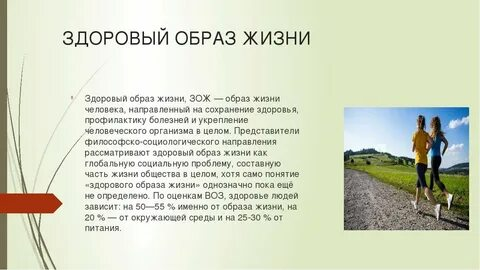 ЗДОРОВЫЙ ОБРАЗ ЖИЗНИ
Здоровый образ жизни, ЗОЖ — образ жизни
человека, направленный на сохранение здоровья,
профилактику болезней и укрепление
человеческого организма в целом. Представители
философско-социологического направления
рассматривают здоровый образ жизни как
глобальную социальную проблему, составную
часть жизни общества в целом, хотя само понятие
«здорового образа жизни» однозначно пока ещё
не определено. По оценкам ВОЗ, здоровье людей
зависит: на 50—55 % именно от образа жизни, на
20 % — от окружающей среды и на 25-30 % от
питания.